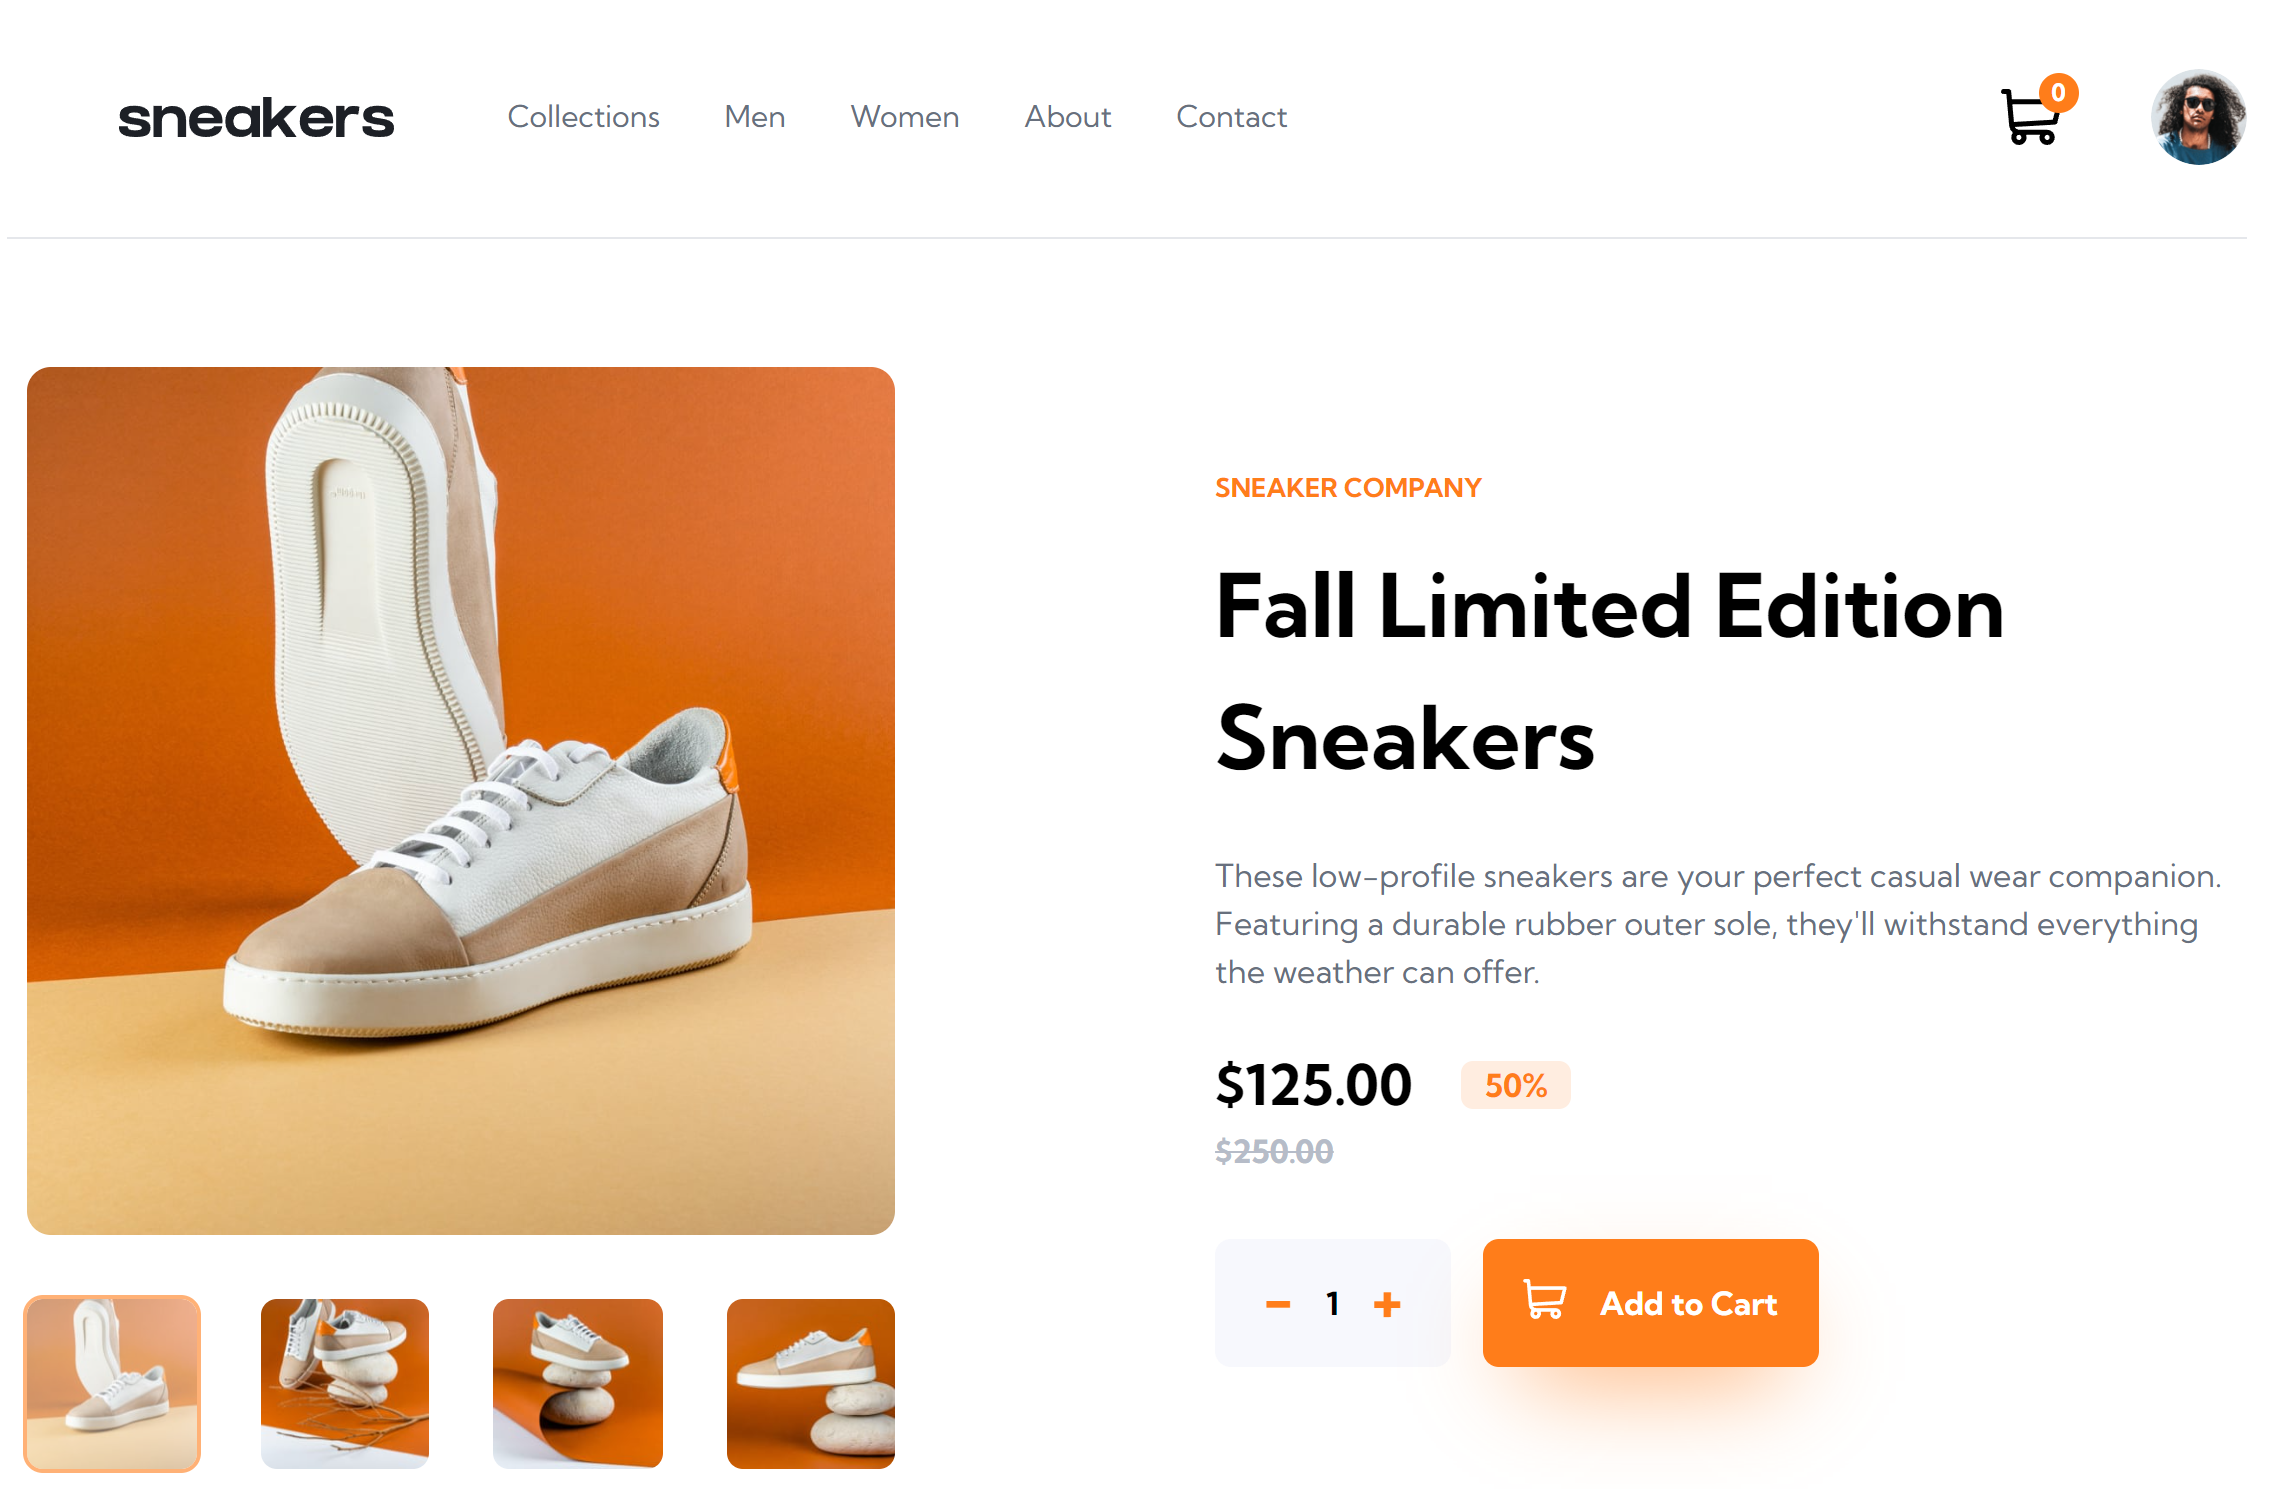 sneakers
Collections Men Women About Contact
0
SNEAKER COMPANY
Fall Limited Edition
Sneakers
These low-profile sneakers are your perfect casual wear companion.
Featuring a durable rubber outer sole, they'll withstand everything
the weather can offer.
$125.00 50%
$250.00
1
Add to Cart